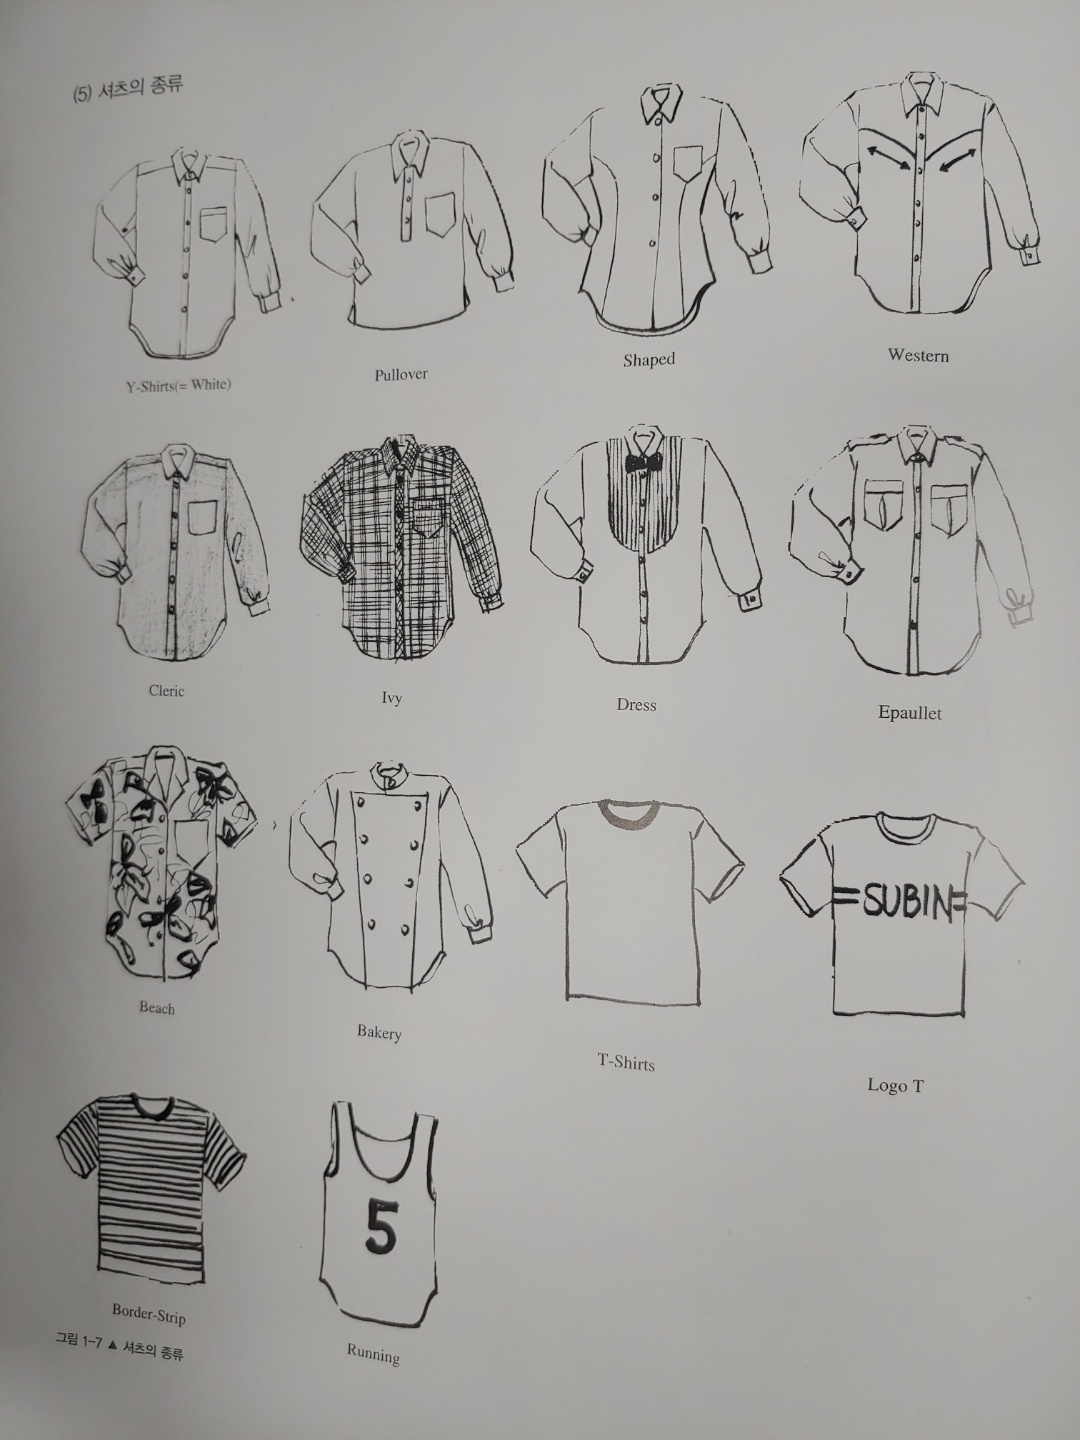 (5) 셔츠의 종류
Y-Shirts(= White)
Pullover
Shaped
Western
Cleric
Ivy
Dress
Epaullet
Beach
Bakery
T-Shirts
=SUBIN=
Logo T
Border-Strip
5
Running
그림 1-7 ▲ 셔츠의 종류